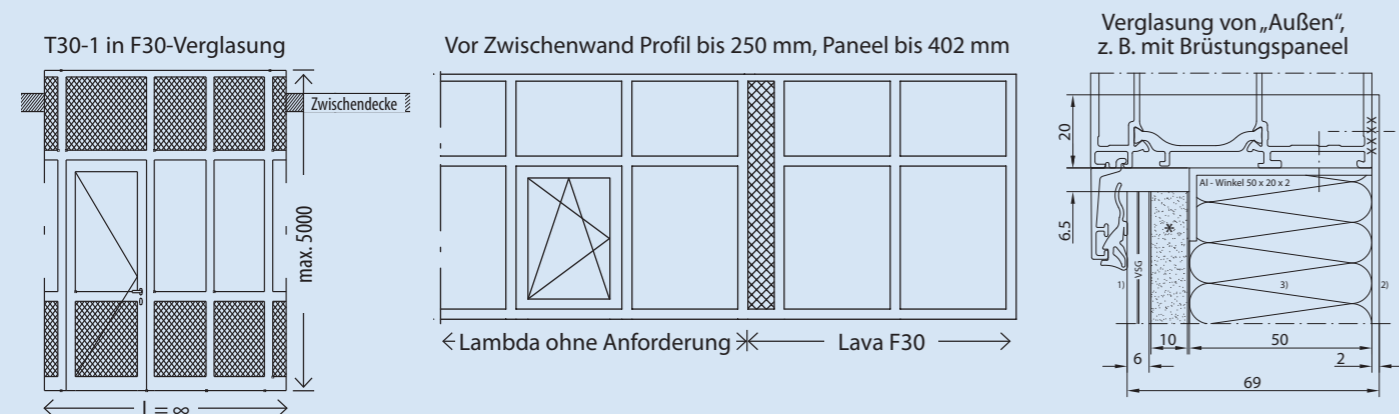 T30-1 in F30-Verglasung
Zwischendecke
max. 5000
L = ∞
Vor Zwischenwand Profil bis 250 mm, Paneel bis 402 mm
Lambda ohne Anforderung
Lava F30
Verglasung von „Außen“,
z. B. mit Brüstungspaneel
20
XXXX
Al - Winkel 50 x 20 x 2
6.5
*
VSG
1)
3)
2)
10
50
6
2
69